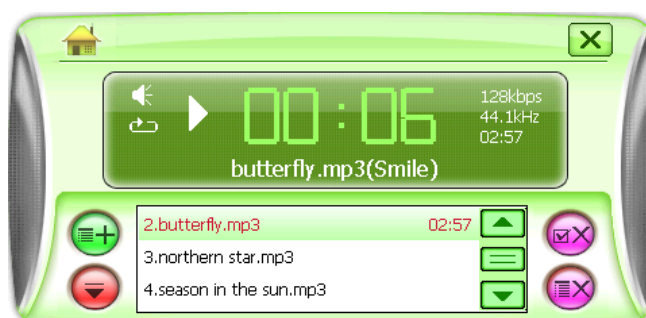 00:06
128kbps
44.1kHz
02:57
butterfly.mp3(Smile)
2.butterfly.mp3 02:57
3.northern star.mp3
4.season in the sun.mp3